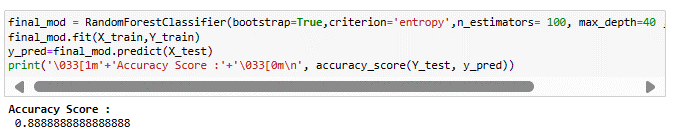 final_mod = RandomForestClassifier(bootstrap=True,criterion='entropy',n_estimators= 100, max_depth=40
final_mod.fit(X_train,Y_train)
y_pred=final_mod.predict(X_test)
print('\033[1m'+'Accuracy Score :'+'\033[0m\n', accuracy_score(Y_test, y_pred))
Accuracy Score :
0.8888888888888888